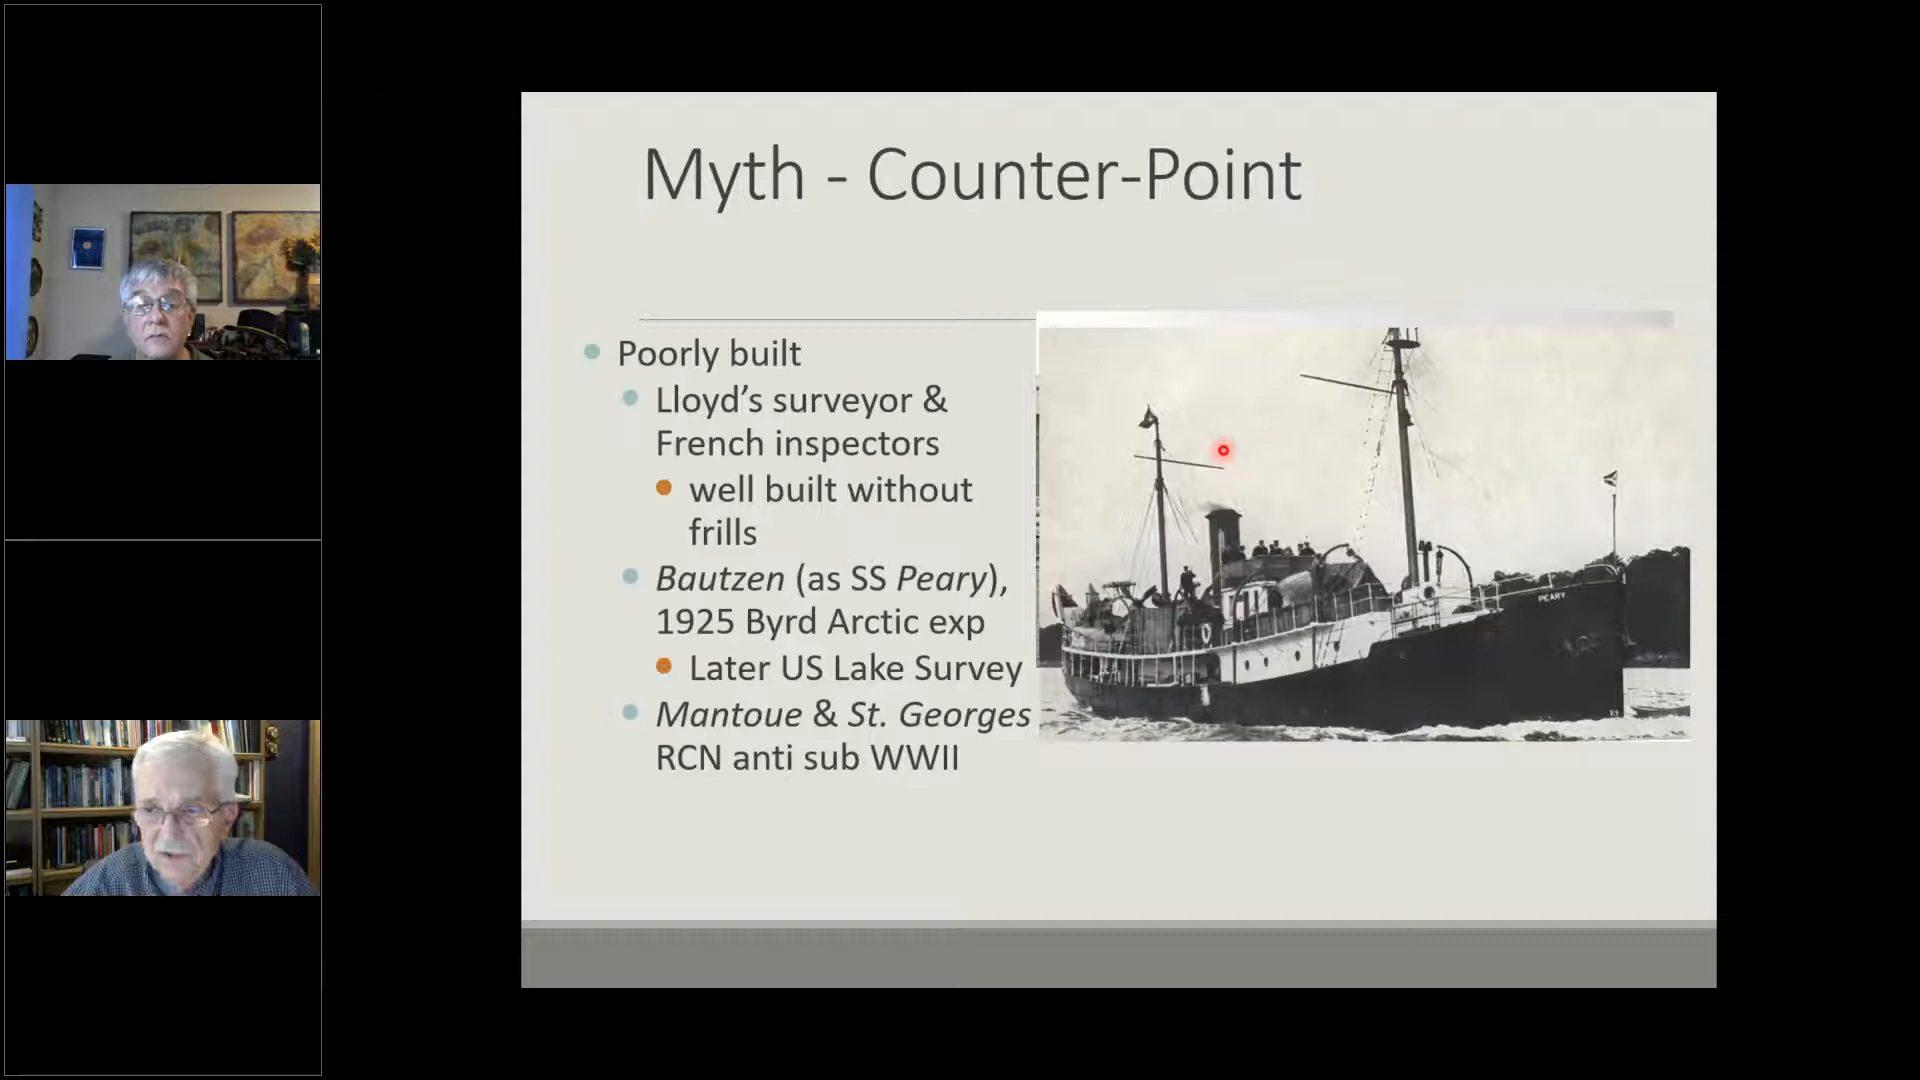 Myth - Counter-Point
Poorly built
Lloyd’s surveyor &
French inspectors
well built without
frills
Bautzen (as SS Peary),
1925 Byrd Arctic exp
Later US Lake Survey
Mantoue & St. Georges
RCN anti sub WWII
PEARY